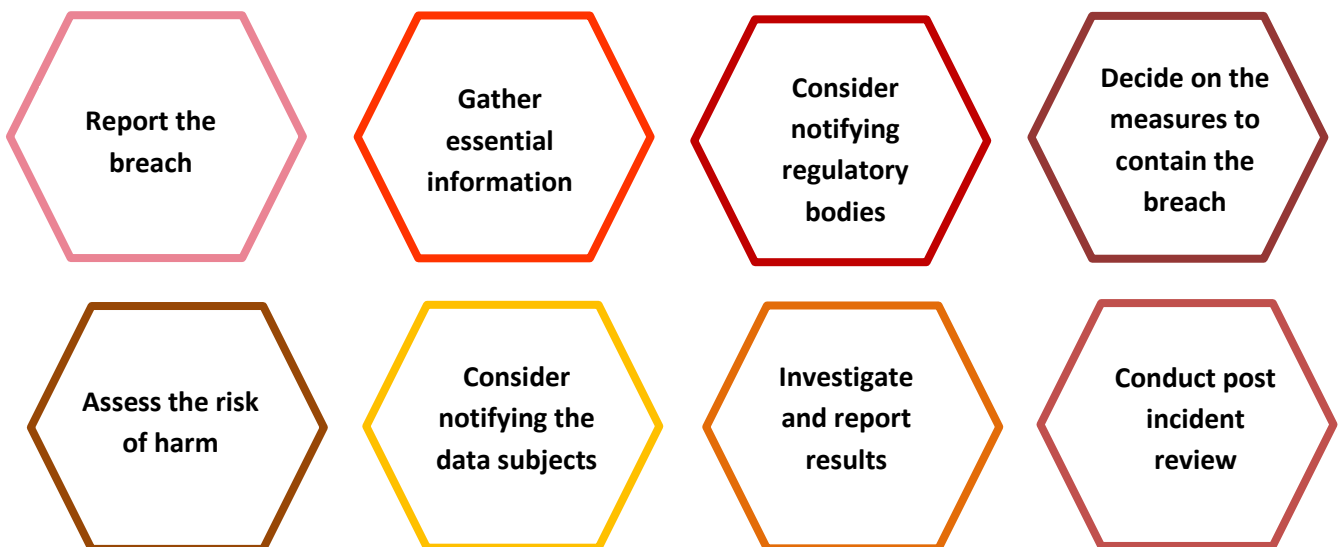 Report the
breach
Gather
essential
information
Consider
notifying
regulatory
bodies
Decide on the
measures to
contain the
breach
Assess the risk
of harm
Consider
notifying the
data subjects
Investigate
and report
results
Conduct post
incident
review